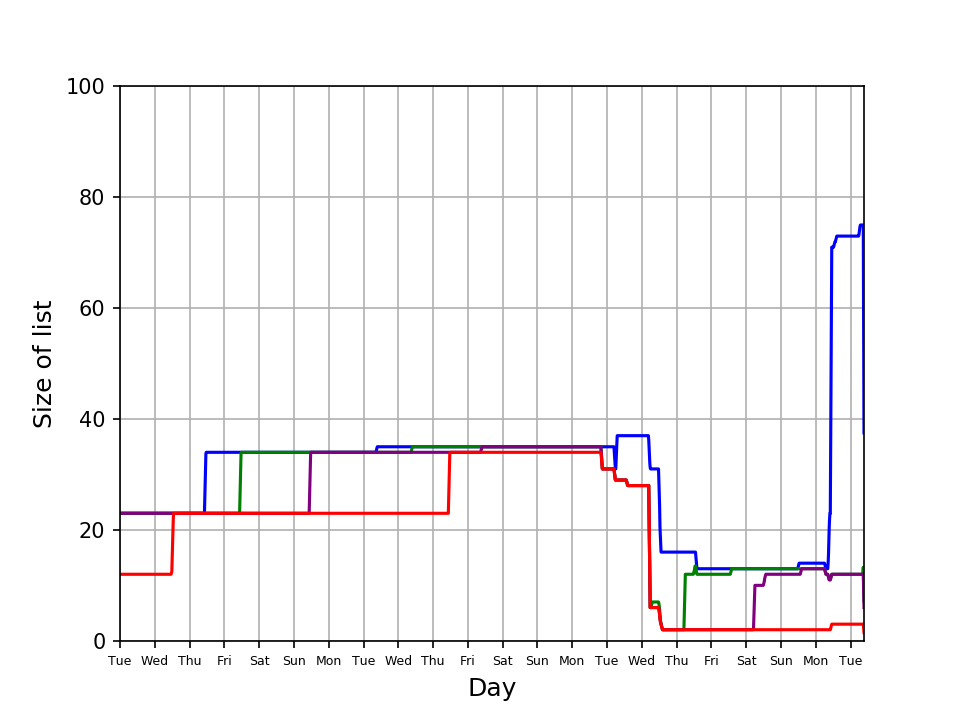 100
80
60
40
20
0
Size of list
Tue Wed Thu Fri Sat Sun Mon Tue Wed Thu Fri Sat Sun Mon Tue Wed Thu Fri Sat Sun Mon Tue
Day